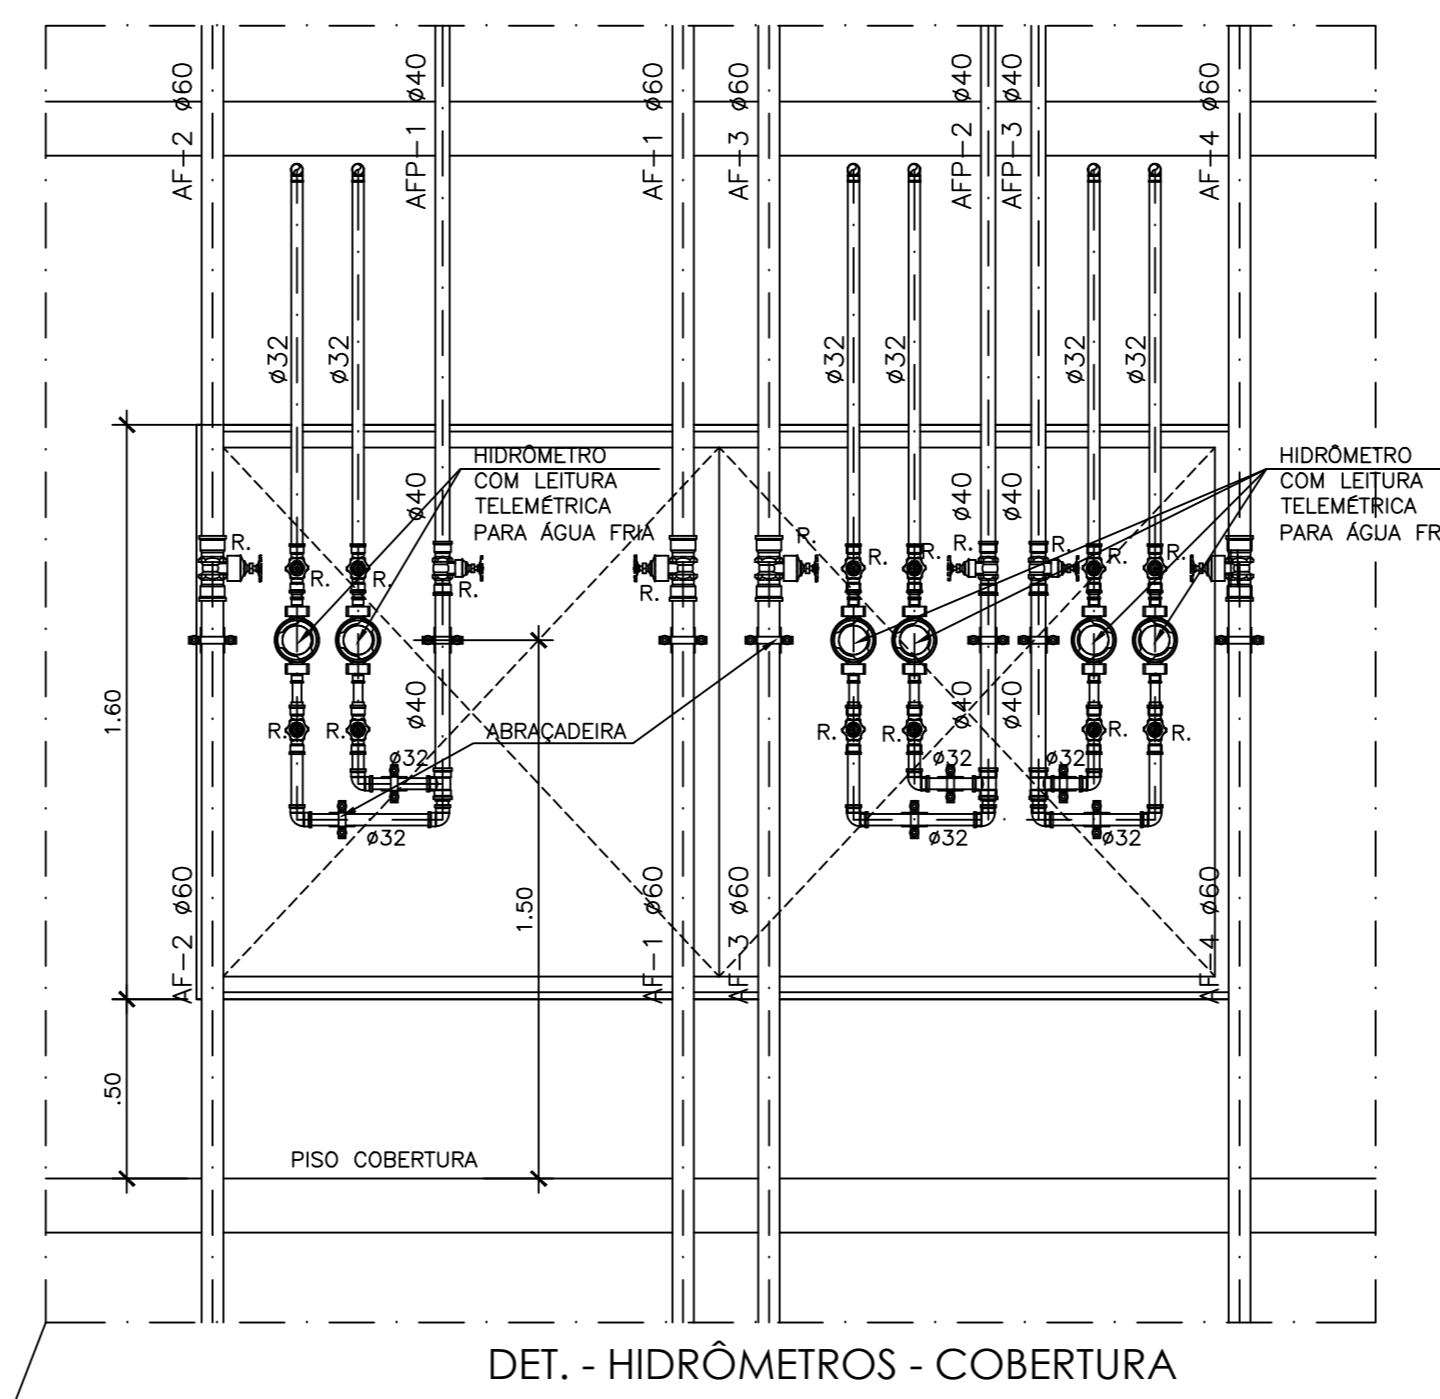 AF-2 ø60
AFP-1 ø40
AF-1 ø60
AF-3 ø60
AFP-2 ø40
AFP-3 ø40
AF-4 ø60
ø32
ø32
ø32
ø32
ø32
ø32
HIDRÔMETRO
COM LEITURA
TELEMÉTRICA
PARA ÁGUA FRIA
HIDRÔMETRO
COM LEITURA
TELEMÉTRICA
PARA ÁGUA FR
ø40
ø40
ø40
R.
R.
R.
R.
R.
R.
R.
R.
R.
R.
R.
R.
1.60
ø40
ø40
ø40
R.
R.
ABRAÇADEIRA
R.
R.
R.
R.
ø32
ø32
ø32
ø32
ø32
ø32
AF-2 ø60
1.50
AF-1 ø60
AF-3 ø60
AF-4 ø60
.50
PISO COBERTURA
DET. - HIDRÔMETROS - COBERTURA